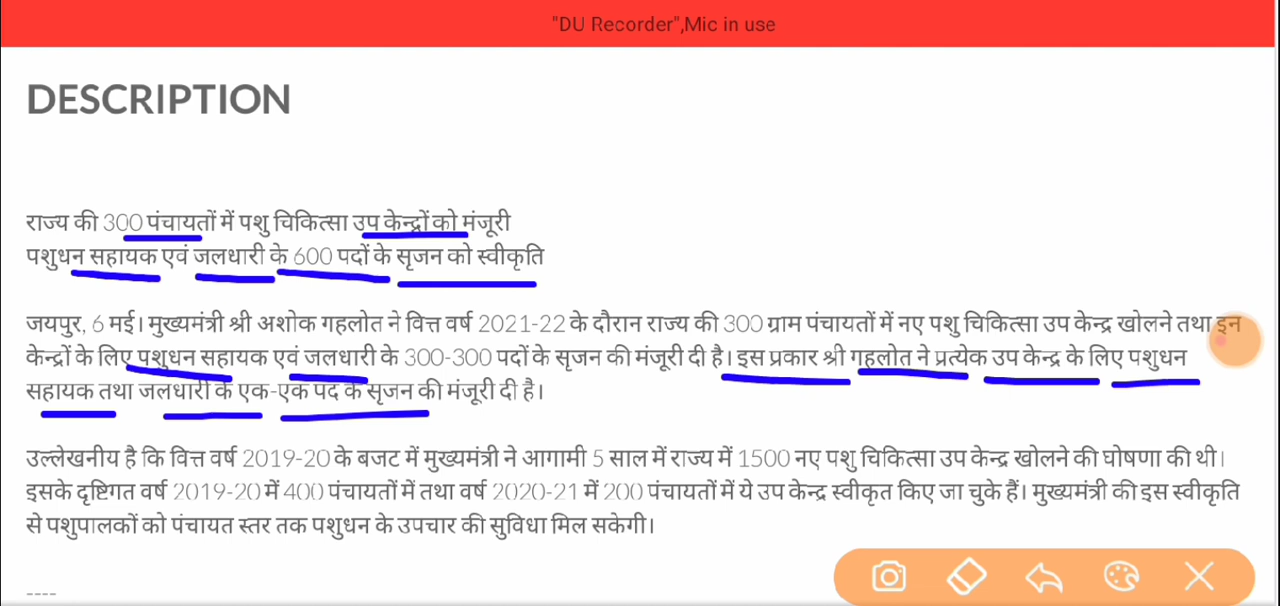 "DU Recorder",Mic in use
DESCRIPTION
राज्य की 300 पंचायतों में पशु चिकित्सा उप केन्द्रों को मंजूरी
पशुधन सहायक एवं जलधारी के 600 पदों के सृजन को स्वीकृति
जयपुर, 6 मई। मुख्यमंत्री श्री अशोक गहलोत ने वित्त वर्ष 2021-22 के दौरान राज्य की 300 ग्राम पंचायतों में नए पशु चिकित्सा उप केन्द्र खोलने तथा इन
केन्द्रों के लिए पशुधन सहायक एवं जलधारी के 300-300 पदों के सृजन की मंजूरी दी है। इस प्रकार श्री गहलोत ने प्रत्येक उप केन्द्र के लिए पशुधन
सहायक तथा जलधारी के एक-एक पद के सृजन की मंजूरी दी है।
उल्लेखनीय है कि वित्त वर्ष 2019-20 के बजट में मुख्यमंत्री ने आगामी 5 साल में राज्य में 1500 नए पशु चिकित्सा उप केन्द्र खोलने की घोषणा की थी।
इसके दृष्टिगत वर्ष 2019-20 में 400 पंचायतों में तथा वर्ष 2020-21 में 200 पंचायतों में ये उप केन्द्र स्वीकृत किए जा चुके हैं। मुख्यमंत्री की इस स्वीकृति
से पशुपालकों को पंचायत स्तर तक पशुधन के उपचार की सुविधा मिल सकेगी।
----